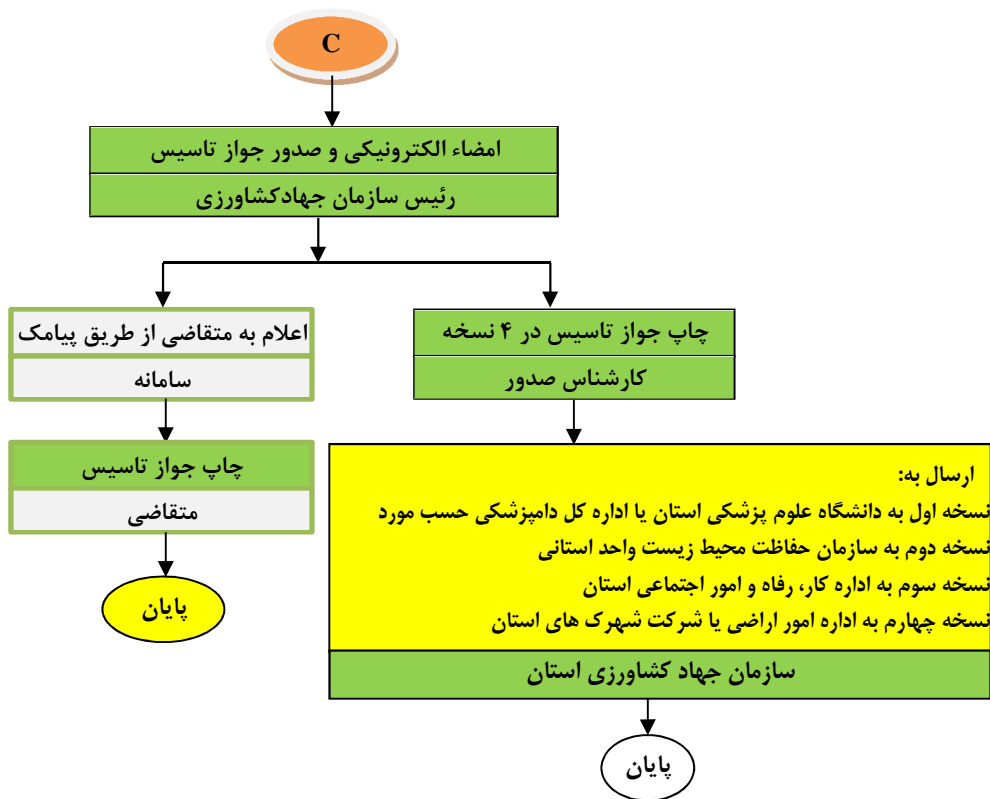 C
امضاء الکترونیکی و صدور جواز تاسیس
رئیس سازمان جهادکشاورزی
چاپ جواز تاسیس در ۴ نسخه
کارشناس صدور
ارسال به:
نسخه اول به دانشگاه علوم پزشکی استان یا اداره کل دامپزشکی حسب مورد
نسخه دوم به سازمان حفاظت محیط زیست واحد استانی
نسخه سوم به اداره کار، رفاه و امور اجتماعی استان
نسخه چهارم به اداره امور اراضی یا شرکت شهرک های استان
سازمان جهاد کشاورزی استان
پایان
اعلام به متقاضی از طریق پیامک
سامانه
چاپ جواز تاسیس
متقاضی
پایان